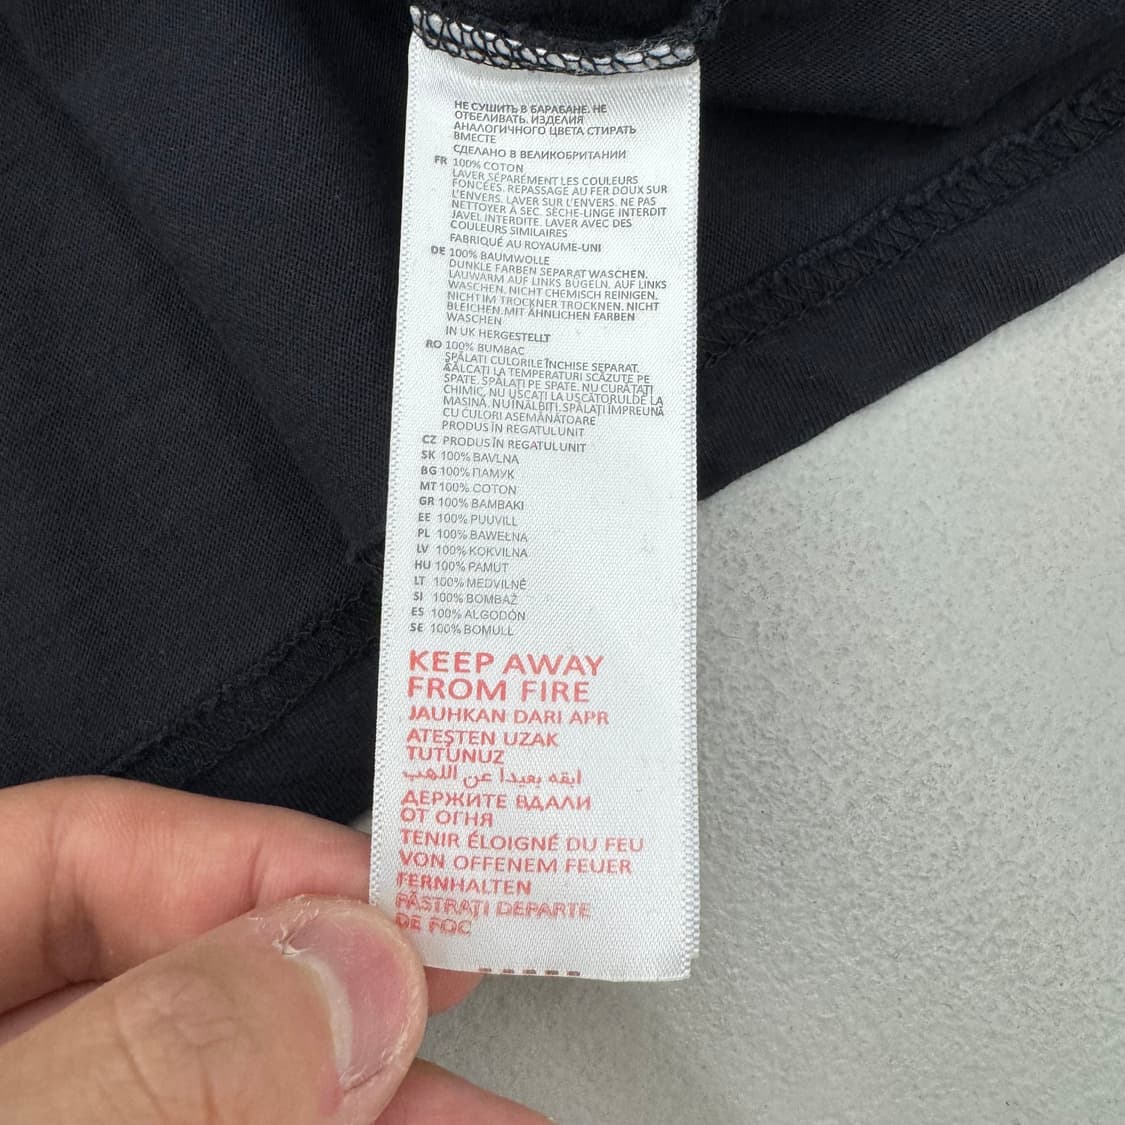 НЕ СУШИТЬ В БАРАБАНЕ. НЕ
ОТБЕЛИВАТЬ. ИЗДЕЛИЯ
АНАЛОГИЧНОГО ЦВЕТА СТИРАТЬ
ВМЕСТЕ
СДЕЛАНО В ВЕЛИКОБРИТАНИИ
FR 100% COTON
LAVER SÉPARÉMENT LES COULEURS
FONCÉES. REPASSAGE AU FER DOUX SUR
L'ENVERS. LAVER SUR L'ENVERS. NE PAS
NETTOYER À SEC. SÈCHE-LINGE INTERDIT
JAVEL INTERDITE. LAVER AVEC DES
COULEURS SIMILAIRES
FABRIQUÉ AU ROYAUME-UNI
DE 100% BAUMWOLLE
DUNKLE FARBEN SEPARAT WASCHEN.
LAUWARM AUF LINKS BÜGELN. AUF LINKS
WASCHEN. NICHT CHEMISCH REINIGEN.
NICHT IM TROCKNER TROCKNEN. NICHT
BLEICHEN. MIT ÄHNLICHEN FARBEN
WASCHEN
IN UK HERGESTELLT
RO 100% BUMBAC
SPĂLAȚI CULORILE ÎNCHISE SEPARAT.
CĂLCAȚI LA TEMPERATURI SCĂZUTE PE
SPATE. SPĂLAȚI PE SPATE. NU CURĂȚAȚI
CHIMIC. NU USCAȚI LA USCĂTORUL DE LA
MASINĂ. NU ÎNĂLBIȚI. SPĂLAȚI ÎMPREUNĂ
CU CULORI ASEMĂNĂTOARE
PRODUS ÎN REGATUL UNIT
CZ PRODUS ÎN REGATUL UNIT
SK 100% BAVLNA
BG 100% ПАМУК
MT 100% COTON
GR 100% BAMBAKI
EE 100% PUUVILL
PL 100% BAWEŁNA
LV 100% KOKVILNA
HU 100% PAMUT
LT 100% MEDVILNĖ
SI 100% BOMBAŽ
ES 100% ALGODÓN
SE 100% BOMULL
KEEP AWAY
FROM FIRE
JAUHKAN DARI APR
ATEŞTEN UZAK
TUTUNUZ
ابقه بعيدا عن اللهب
ДЕРЖИТЕ ВДАЛИ
ОТ ОГНЯ
TENIR ÉLOIGNÉ DU FEU
VON OFFENEM FEUER
FERNHALTEN
PĂSTRAȚI DEPARTE
DE FOC